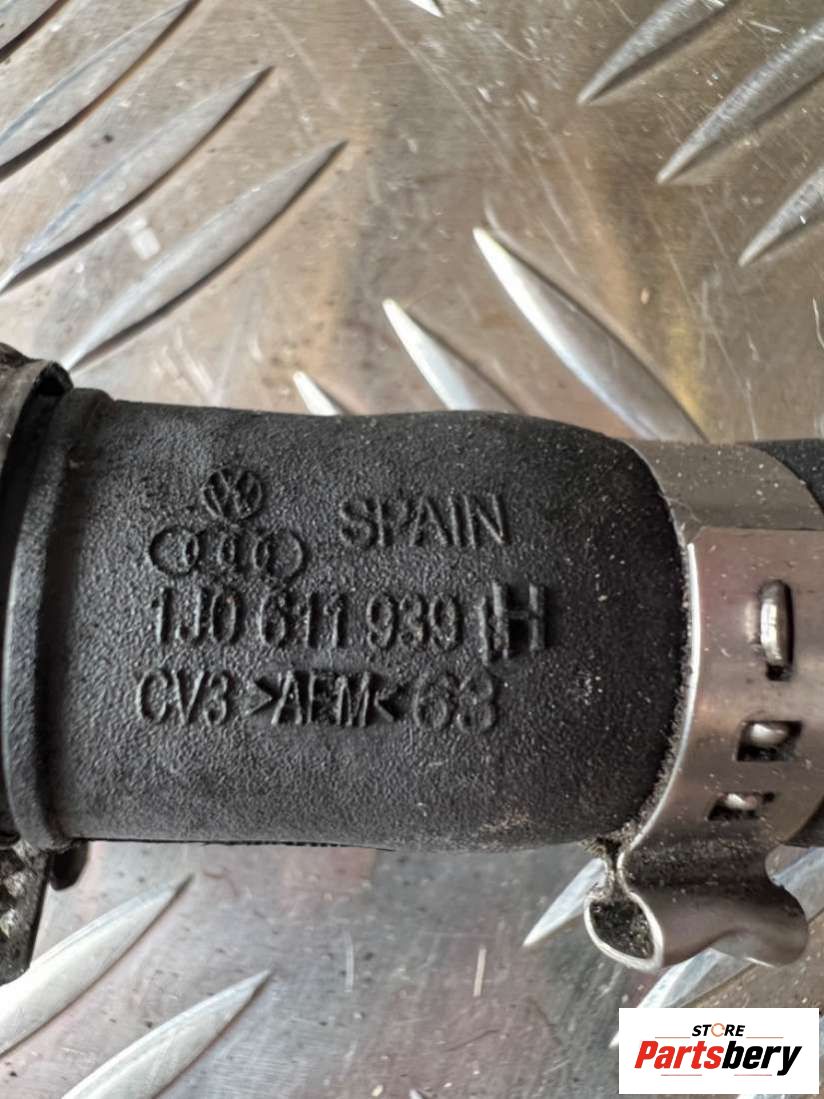 SPAIN
1J0 611 939 H
CV3 >AEM< 63
STORE
Partsbery